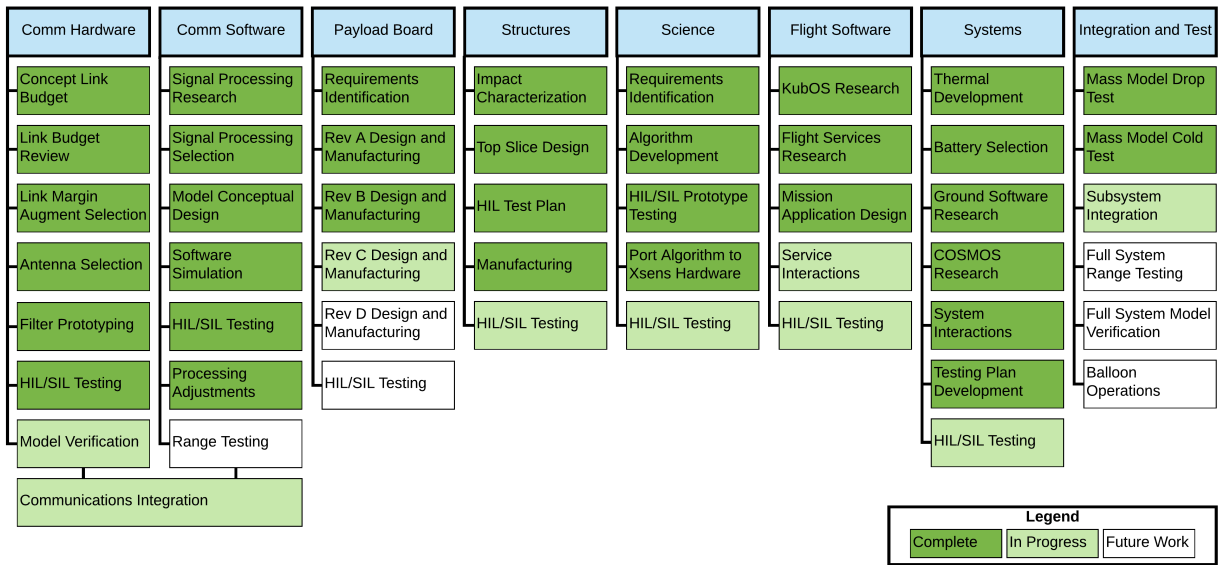 Comm Hardware
Concept Link
Budget
Link Budget
Review
Link Margin
Augment Selection
Antenna Selection
Filter Prototyping
HIL/SIL Testing
Model Verification
Comm Software
Signal Processing
Research
Signal Processing
Selection
Model Conceptual
Design
Software
Simulation
HIL/SIL Testing
Processing
Adjustments
Range Testing
Communications Integration
Payload Board
Requirements
Identification
Rev A Design and
Manufacturing
Rev B Design and
Manufacturing
Rev C Design and
Manufacturing
Rev D Design and
Manufacturing
HIL/SIL Testing
Structures
Impact
Characterization
Top Slice Design
HIL Test Plan
Manufacturing
HIL/SIL Testing
Science
Requirements
Identification
Algorithm
Development
HIL/SIL Prototype
Testing
Port Algorithm to
Xsens Hardware
HIL/SIL Testing
Flight Software
KubOS Research
Flight Services
Research
Mission
Application Design
Service
Interactions
HIL/SIL Testing
Systems
Thermal
Development
Battery Selection
Ground Software
Research
COSMOS
Research
System
Interactions
Testing Plan
Development
HIL/SIL Testing
Integration and Test
Mass Model Drop
Test
Mass Model Cold
Test
Subsystem
Integration
Full System
Range Testing
Full System Model
Verification
Balloon
Operations
Legend
Complete
In Progress
Future Work